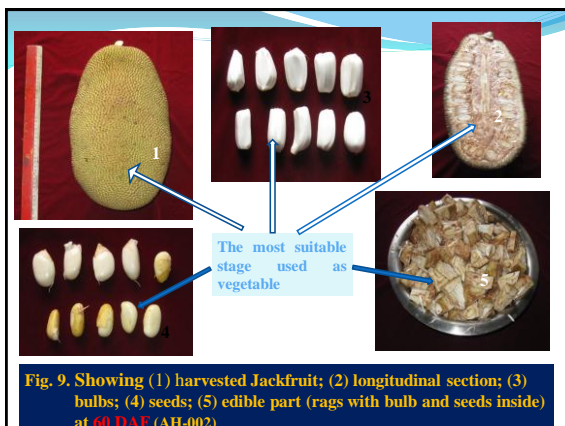 1
3
2
The most suitable
stage used as
vegetable
4
5
Fig. 9. Showing (1) harvested Jackfruit; (2) longitudinal section; (3)
bulbs; (4) seeds; (5) edible part (rags with bulb and seeds inside)
at 60 DAF (AH-002)